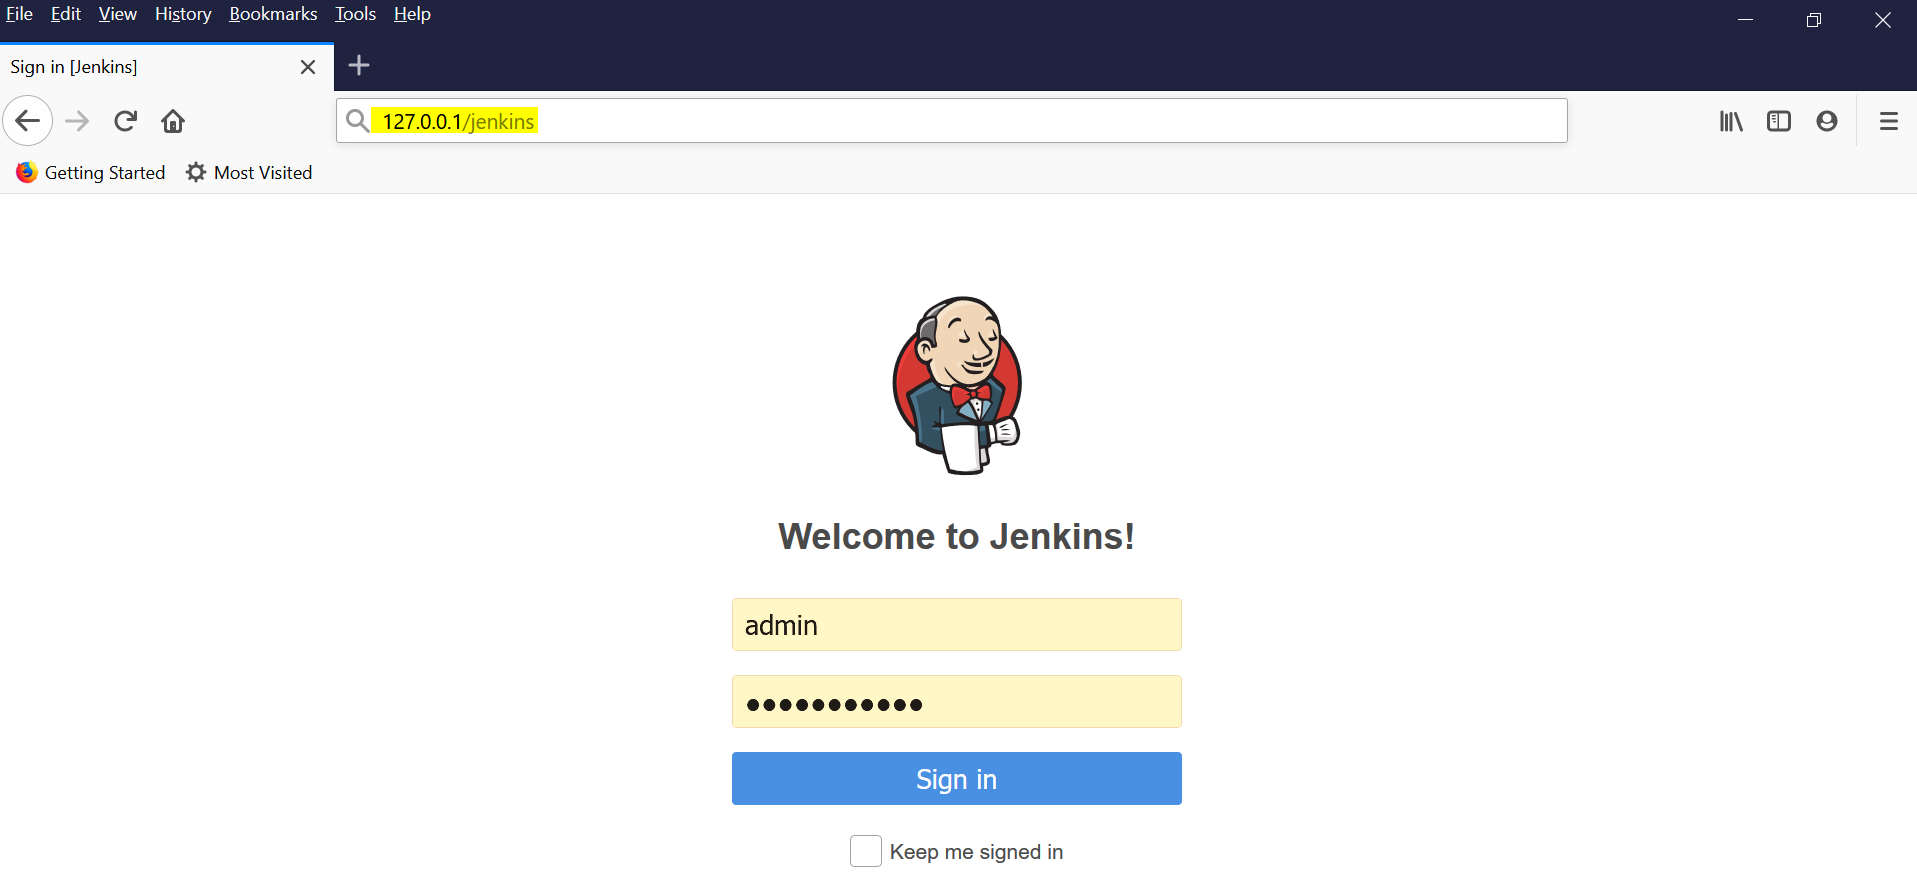 File Edit View History Bookmarks Tools Help
Sign in [Jenkins]
127.0.0.1/jenkins
Getting Started Most Visited
Welcome to Jenkins!
admin
●●●●●●●●●●●
Sign in
Keep me signed in